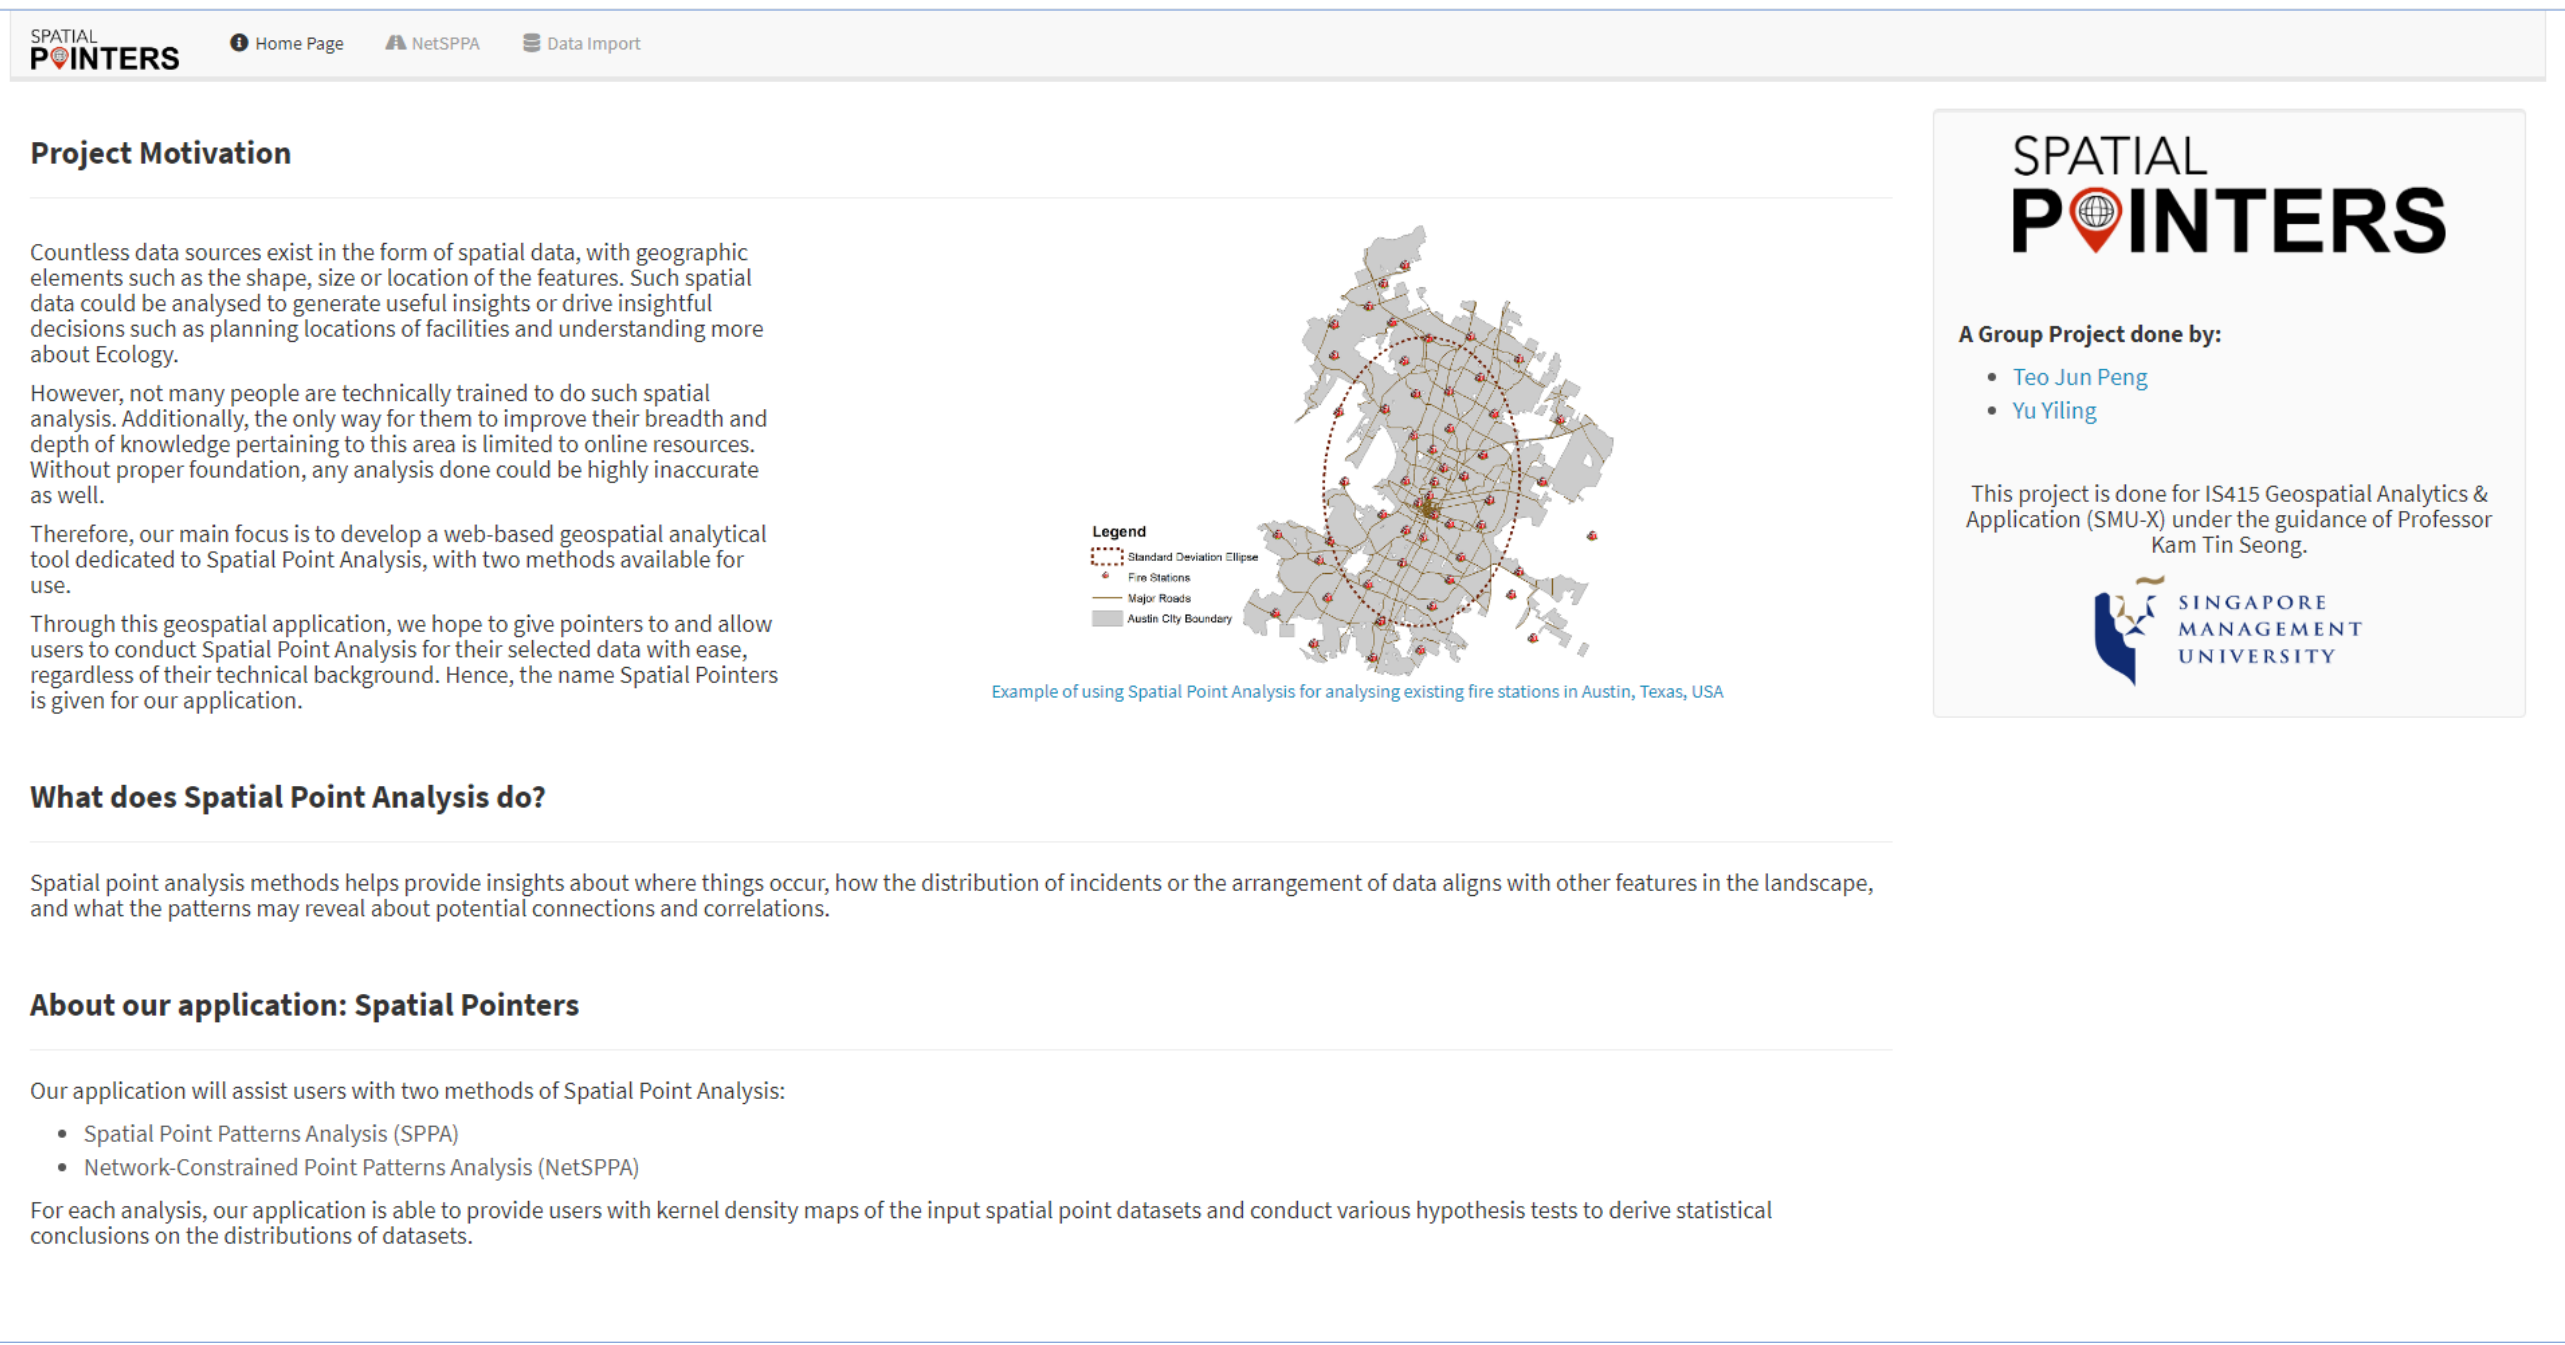 SPATIAL
POINTERS
Home Page
NetSPPA
Data Import
Project Motivation
Countless data sources exist in the form of spatial data, with geographic
elements such as the shape, size or location of the features. Such spatial
data could be analysed to generate useful insights or drive insightful
decisions such as planning locations of facilities and understanding more
about Ecology.
However, not many people are technically trained to do such spatial
analysis. Additionally, the only way for them to improve their breadth and
depth of knowledge pertaining to this area is limited to online resources.
Without proper foundation, any analysis done could be highly inaccurate
as well.
Therefore, our main focus is to develop a web-based geospatial analytical
tool dedicated to Spatial Point Analysis, with two methods available for
use.
Through this geospatial application, we hope to give pointers to and allow
users to conduct Spatial Point Analysis for their selected data with ease,
regardless of their technical background. Hence, the name Spatial Pointers
is given for our application.
Legend
Standard Deviation Ellipse
Fire Stations
Major Roads
Austin City Boundary
Example of using Spatial Point Analysis for analysing existing fire stations in Austin, Texas, USA
SPATIAL
POINTERS
A Group Project done by:
Teo Jun Peng
Yu Yiling
This project is done for IS415 Geospatial Analytics &
Application (SMU-X) under the guidance of Professor
Kam Tin Seong.
SINGAPORE
MANAGEMENT
UNIVERSITY
What does Spatial Point Analysis do?
Spatial point analysis methods helps provide insights about where things occur, how the distribution of incidents or the arrangement of data aligns with other features in the landscape,
and what the patterns may reveal about potential connections and correlations.
About our application: Spatial Pointers
Our application will assist users with two methods of Spatial Point Analysis:
Spatial Point Patterns Analysis (SPPA)
Network-Constrained Point Patterns Analysis (NetSPPA)
For each analysis, our application is able to provide users with kernel density maps of the input spatial point datasets and conduct various hypothesis tests to derive statistical
conclusions on the distributions of datasets.